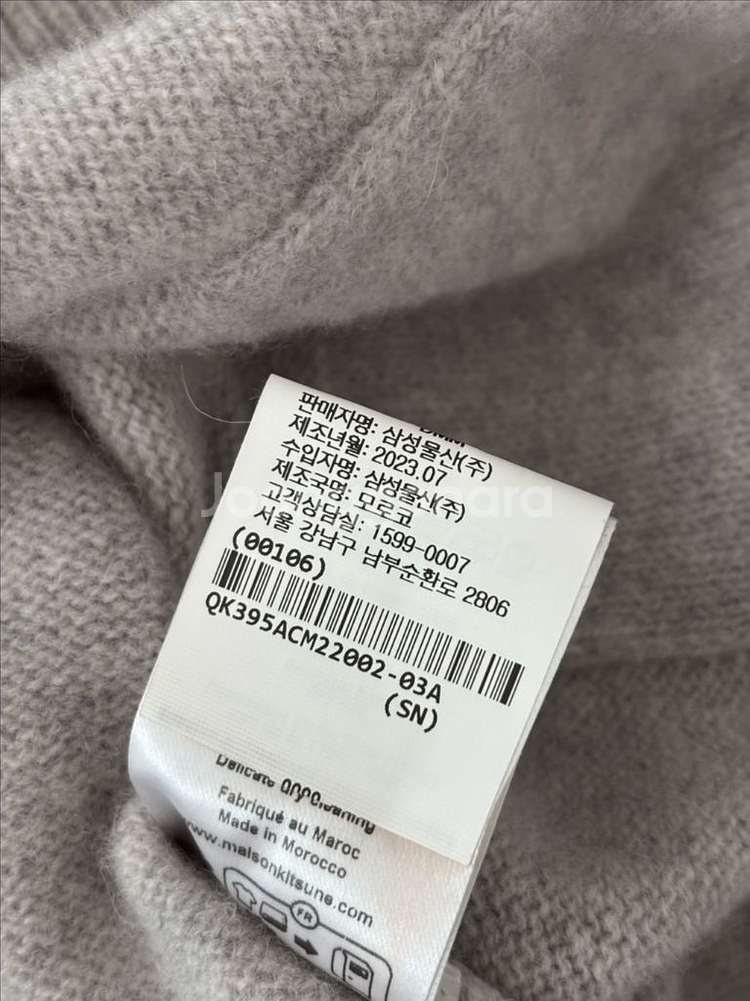 판매자명: 삼성물산(주)
제조년월: 2023.07
수입자명: 삼성물산(주)
제조국명: 모로코
고객상담실: 1599-0007
서울 강남구 남부순환로 2806
(00106)
QK395ACM22002-03A
(SN)
Delicate drycleaning
Fabriqué au Maroc
Made in Morocco
www.maisonkitsune.com
FR